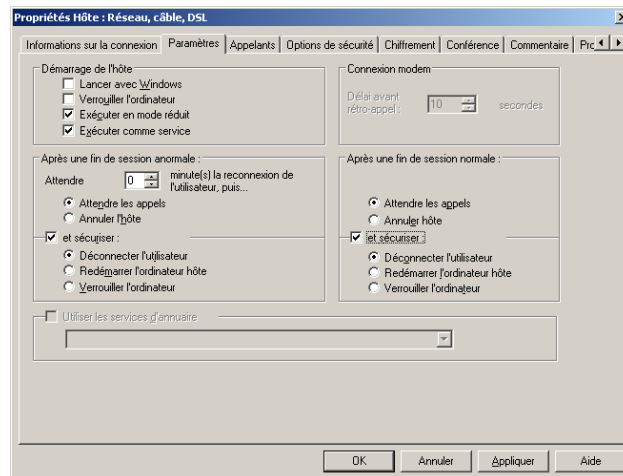 Propriétés Hôte : Réseau, câble, DSL
Informations sur la connexion Paramètres Appelants Options de sécurité Chiffrement Conférence Commentaire
Démarrage de l'hôte
Lancer avec Windows
Verrouiller l'ordinateur
Exécuter en mode réduit
Exécuter comme service
Connexion modem
Délai avant
rétro-appel :
10
secondes
Après une fin de session anormale :
Attendre
0
minute(s) la reconnexion de
l'utilisateur, puis...
Attendre les appels
Annuler l'hôte
et sécuriser :
Déconnecter l'utilisateur
Redémarrer l'ordinateur hôte
Verrouiller l'ordinateur
Après une fin de session normale :
Attendre les appels
Annuler hôte
et sécuriser :
Déconnecter l'utilisateur
Redémarrer l'ordinateur hôte
Verrouiller l'ordinateur
Utiliser les services d'annuaire
OK Annuler Appliquer Aide